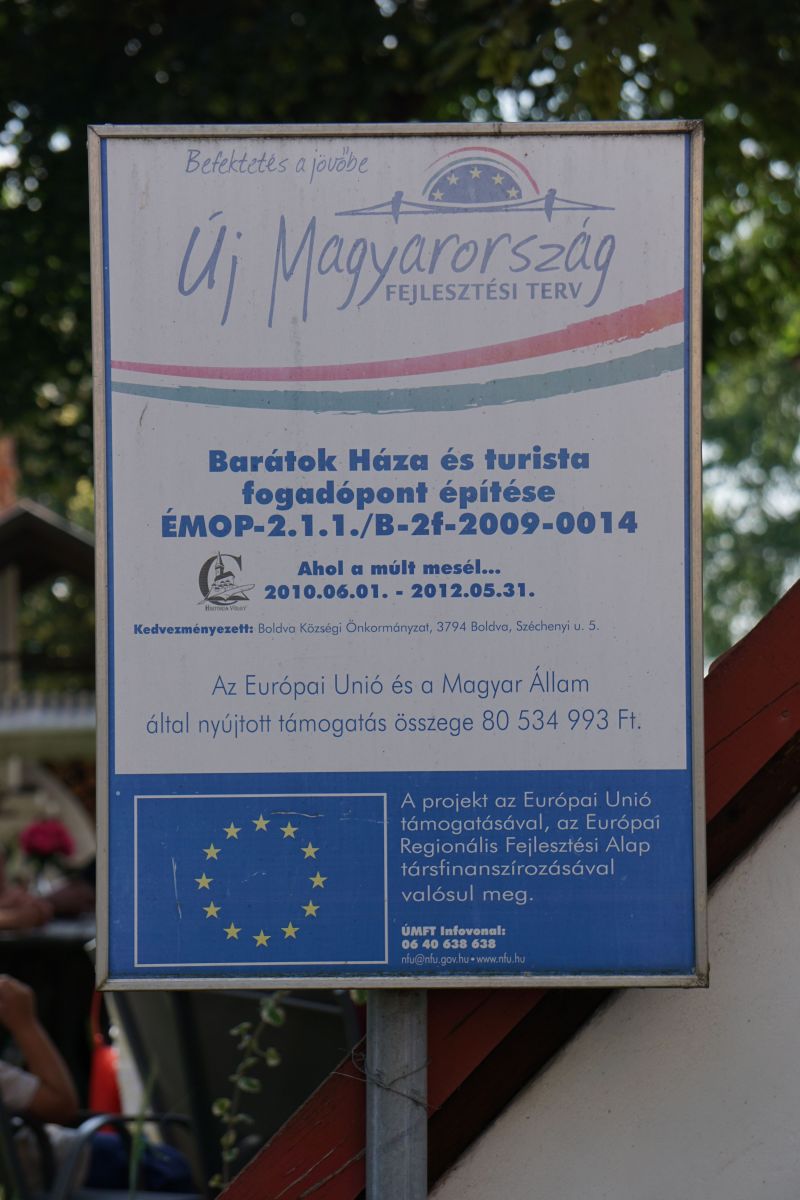 Befektetés a jövőbe
Új Magyarország
FEJLESZTÉSI TERV
Barátok Háza és turista
fogadópont építése
ÉMOP-2.1.1./B-2f-2009-0014
Ahol a múlt mesél...
2010.06.01. - 2012.05.31.
HISTÓRIA VÖLGY
Kedvezményezett: Boldva Községi Önkormányzat, 3794 Boldva, Széchenyi u. 5.
Az Európai Unió és a Magyar Állam
által nyújtott támogatás összege 80 534 993 Ft.
A projekt az Európai Unió
támogatásával, az Európai
Regionális Fejlesztési Alap
társfinanszírozásával
valósul meg.
ÚMFT Infovonal:
06 40 638 638
nfu@nfu.gov.hu • www.nfu.hu